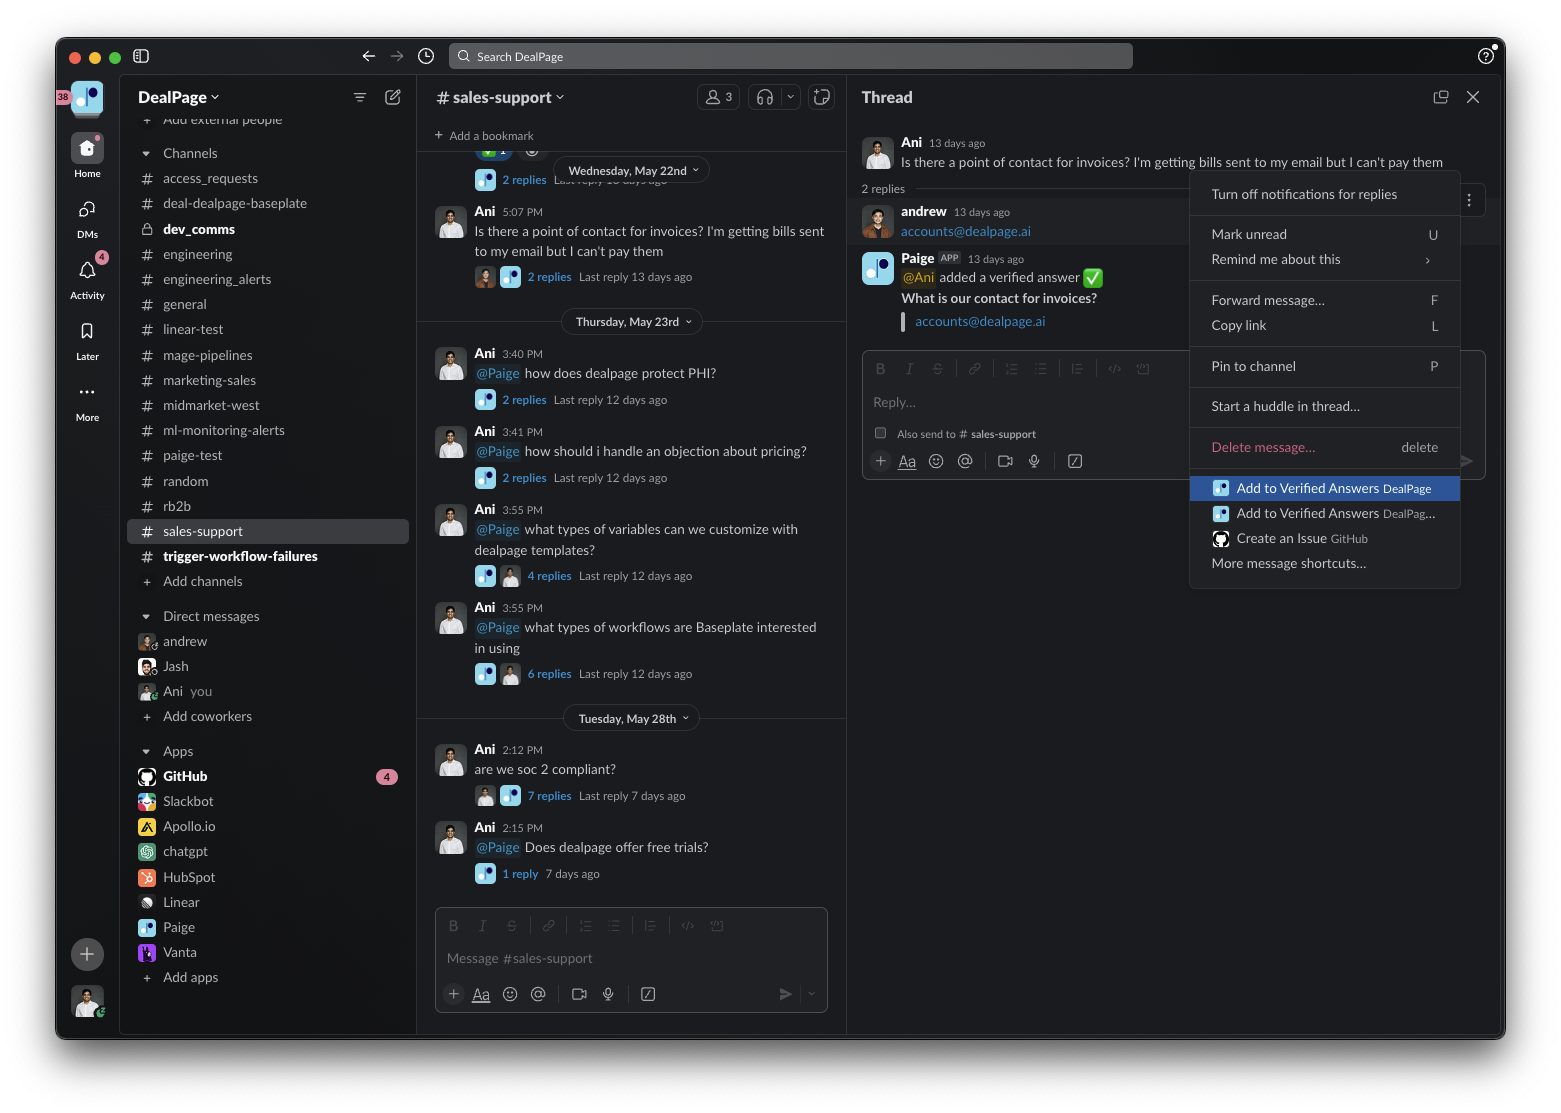 Search DealPage
38
Home
DMs
4
Activity
Later
More
DealPage
Add external people
Channels
access_requests
deal-dealpage-baseplate
dev_comms
engineering
engineering_alerts
general
linear-test
mage-pipelines
marketing-sales
midmarket-west
ml-monitoring-alerts
paige-test
random
rb2b
sales-support
trigger-workflow-failures
Add channels
Direct messages
andrew
Jash
Ani you
Add coworkers
Apps
GitHub 4
Slackbot
Apollo.io
chatgpt
HubSpot
Linear
Paige
Vanta
Add apps
# sales-support
3
Add a bookmark
1
Wednesday, May 22nd
2 replies
Ani 5:07 PM
Is there a point of contact for invoices? I'm getting bills sent
to my email but I can't pay them
2 replies Last reply 13 days ago
Thursday, May 23rd
Ani 3:40 PM
@Paige how does dealpage protect PHI?
2 replies Last reply 12 days ago
Ani 3:41 PM
@Paige how should i handle an objection about pricing?
2 replies Last reply 12 days ago
Ani 3:55 PM
@Paige what types of variables can we customize with
dealpage templates?
4 replies Last reply 12 days ago
Ani 3:55 PM
@Paige what types of workflows are Baseplate interested
in using
6 replies Last reply 12 days ago
Tuesday, May 28th
Ani 2:12 PM
are we soc 2 compliant?
7 replies Last reply 7 days ago
Ani 2:15 PM
@Paige Does dealpage offer free trials?
1 reply 7 days ago
Message #sales-support
Aa
Thread
Ani 13 days ago
Is there a point of contact for invoices? I'm getting bills sent to my email but I can't pay them
2 replies
andrew 13 days ago
accounts@dealpage.ai
Paige APP 13 days ago
@Ani added a verified answer ✅
What is our contact for invoices?
accounts@dealpage.ai
Reply...
Also send to # sales-support
Aa
Turn off notifications for replies
Mark unread U
Remind me about this
Forward message... F
Copy link L
Pin to channel P
Start a huddle in thread...
Delete message... delete
Add to Verified Answers DealPage
Add to Verified Answers DealPag...
Create an Issue GitHub
More message shortcuts...